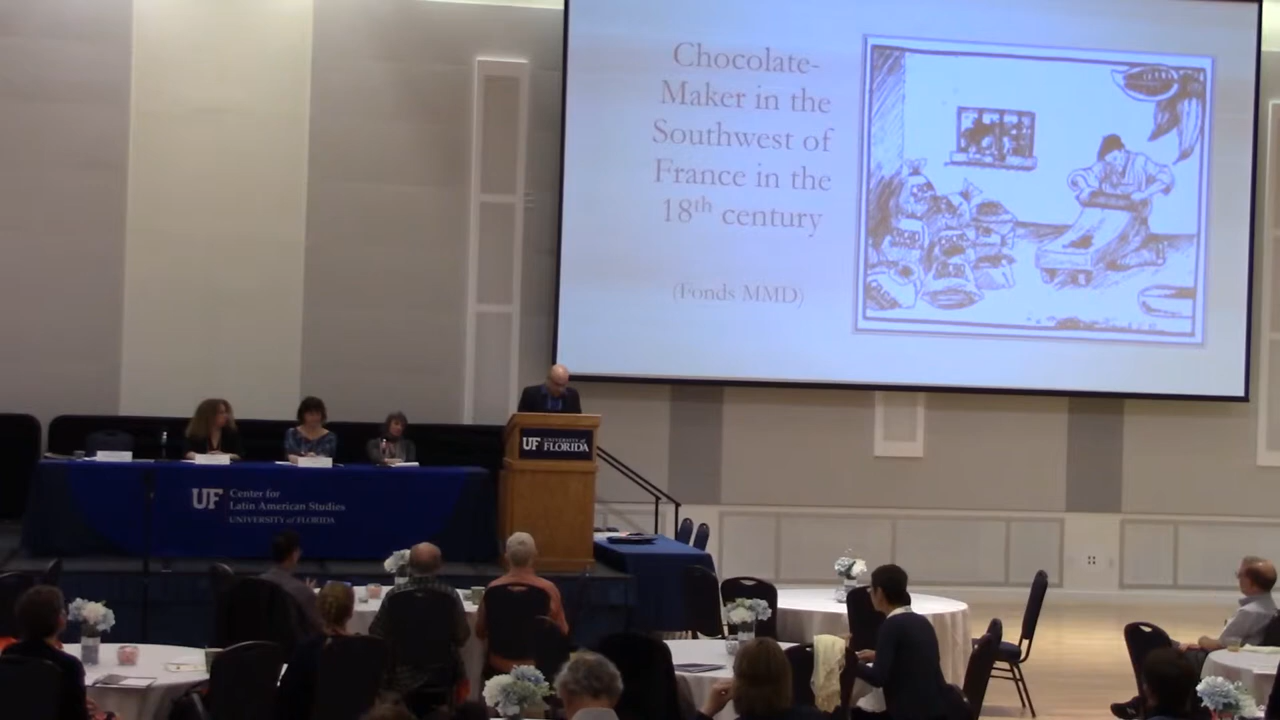 Chocolate-
Maker in the
Southwest of
France in the
18th century
(Fonds MMD)
UF UNIVERSITY of
FLORIDA
UF Center for
Latin American Studies
UNIVERSITY of FLORIDA